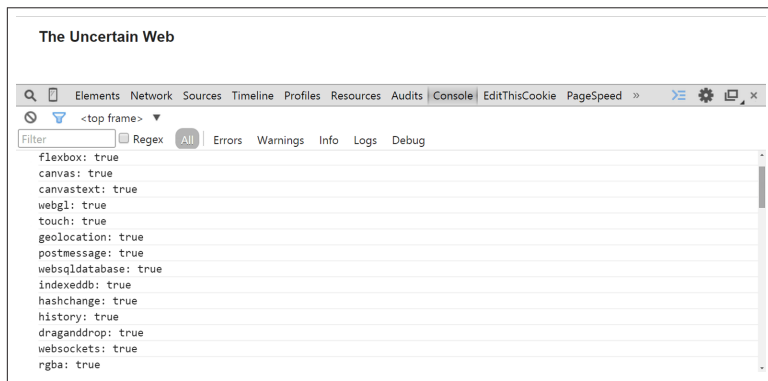 The Uncertain Web
Elements Network Sources Timeline Profiles Resources Audits Console EditThisCookie PageSpeed »
<top frame> ▼
Filter Regex All Errors Warnings Info Logs Debug
flexbox: true
canvas: true
canvastext: true
webgl: true
touch: true
geolocation: true
postmessage: true
websqldatabase: true
indexeddb: true
hashchange: true
history: true
draganddrop: true
websockets: true
rgba: true